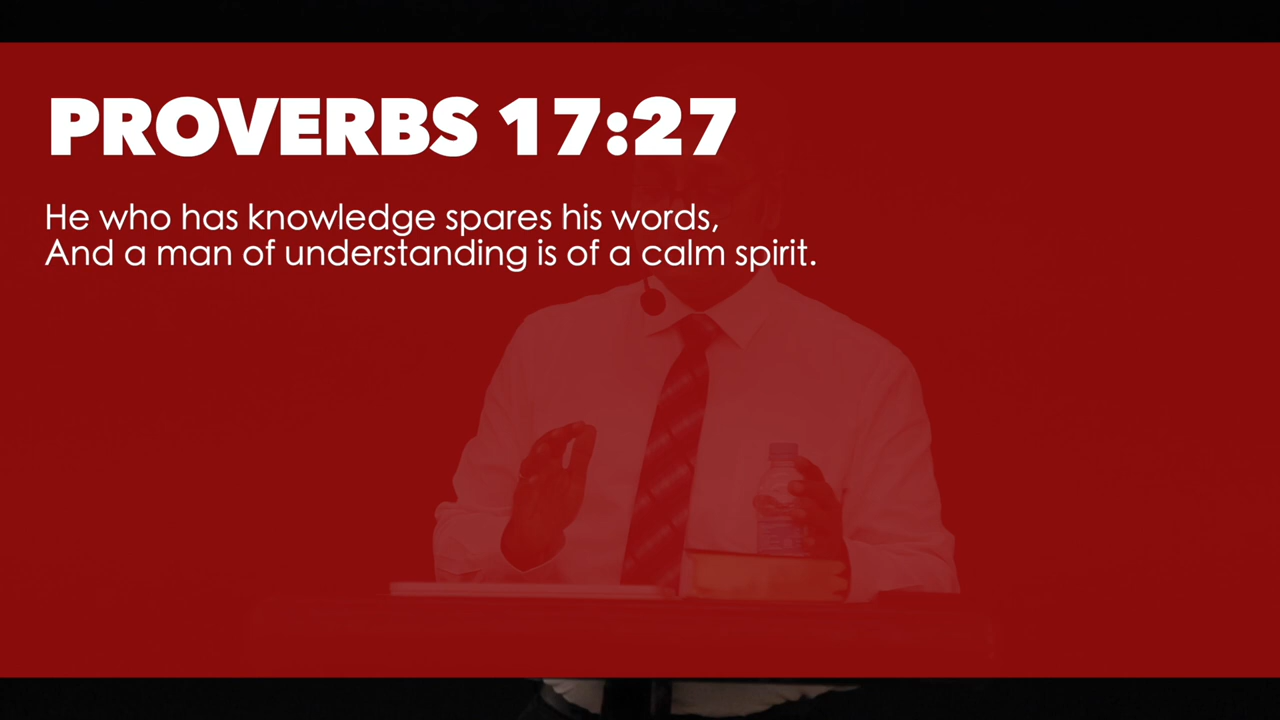 PROVERBS 17:27
He who has knowledge spares his words,
And a man of understanding is of a calm spirit.